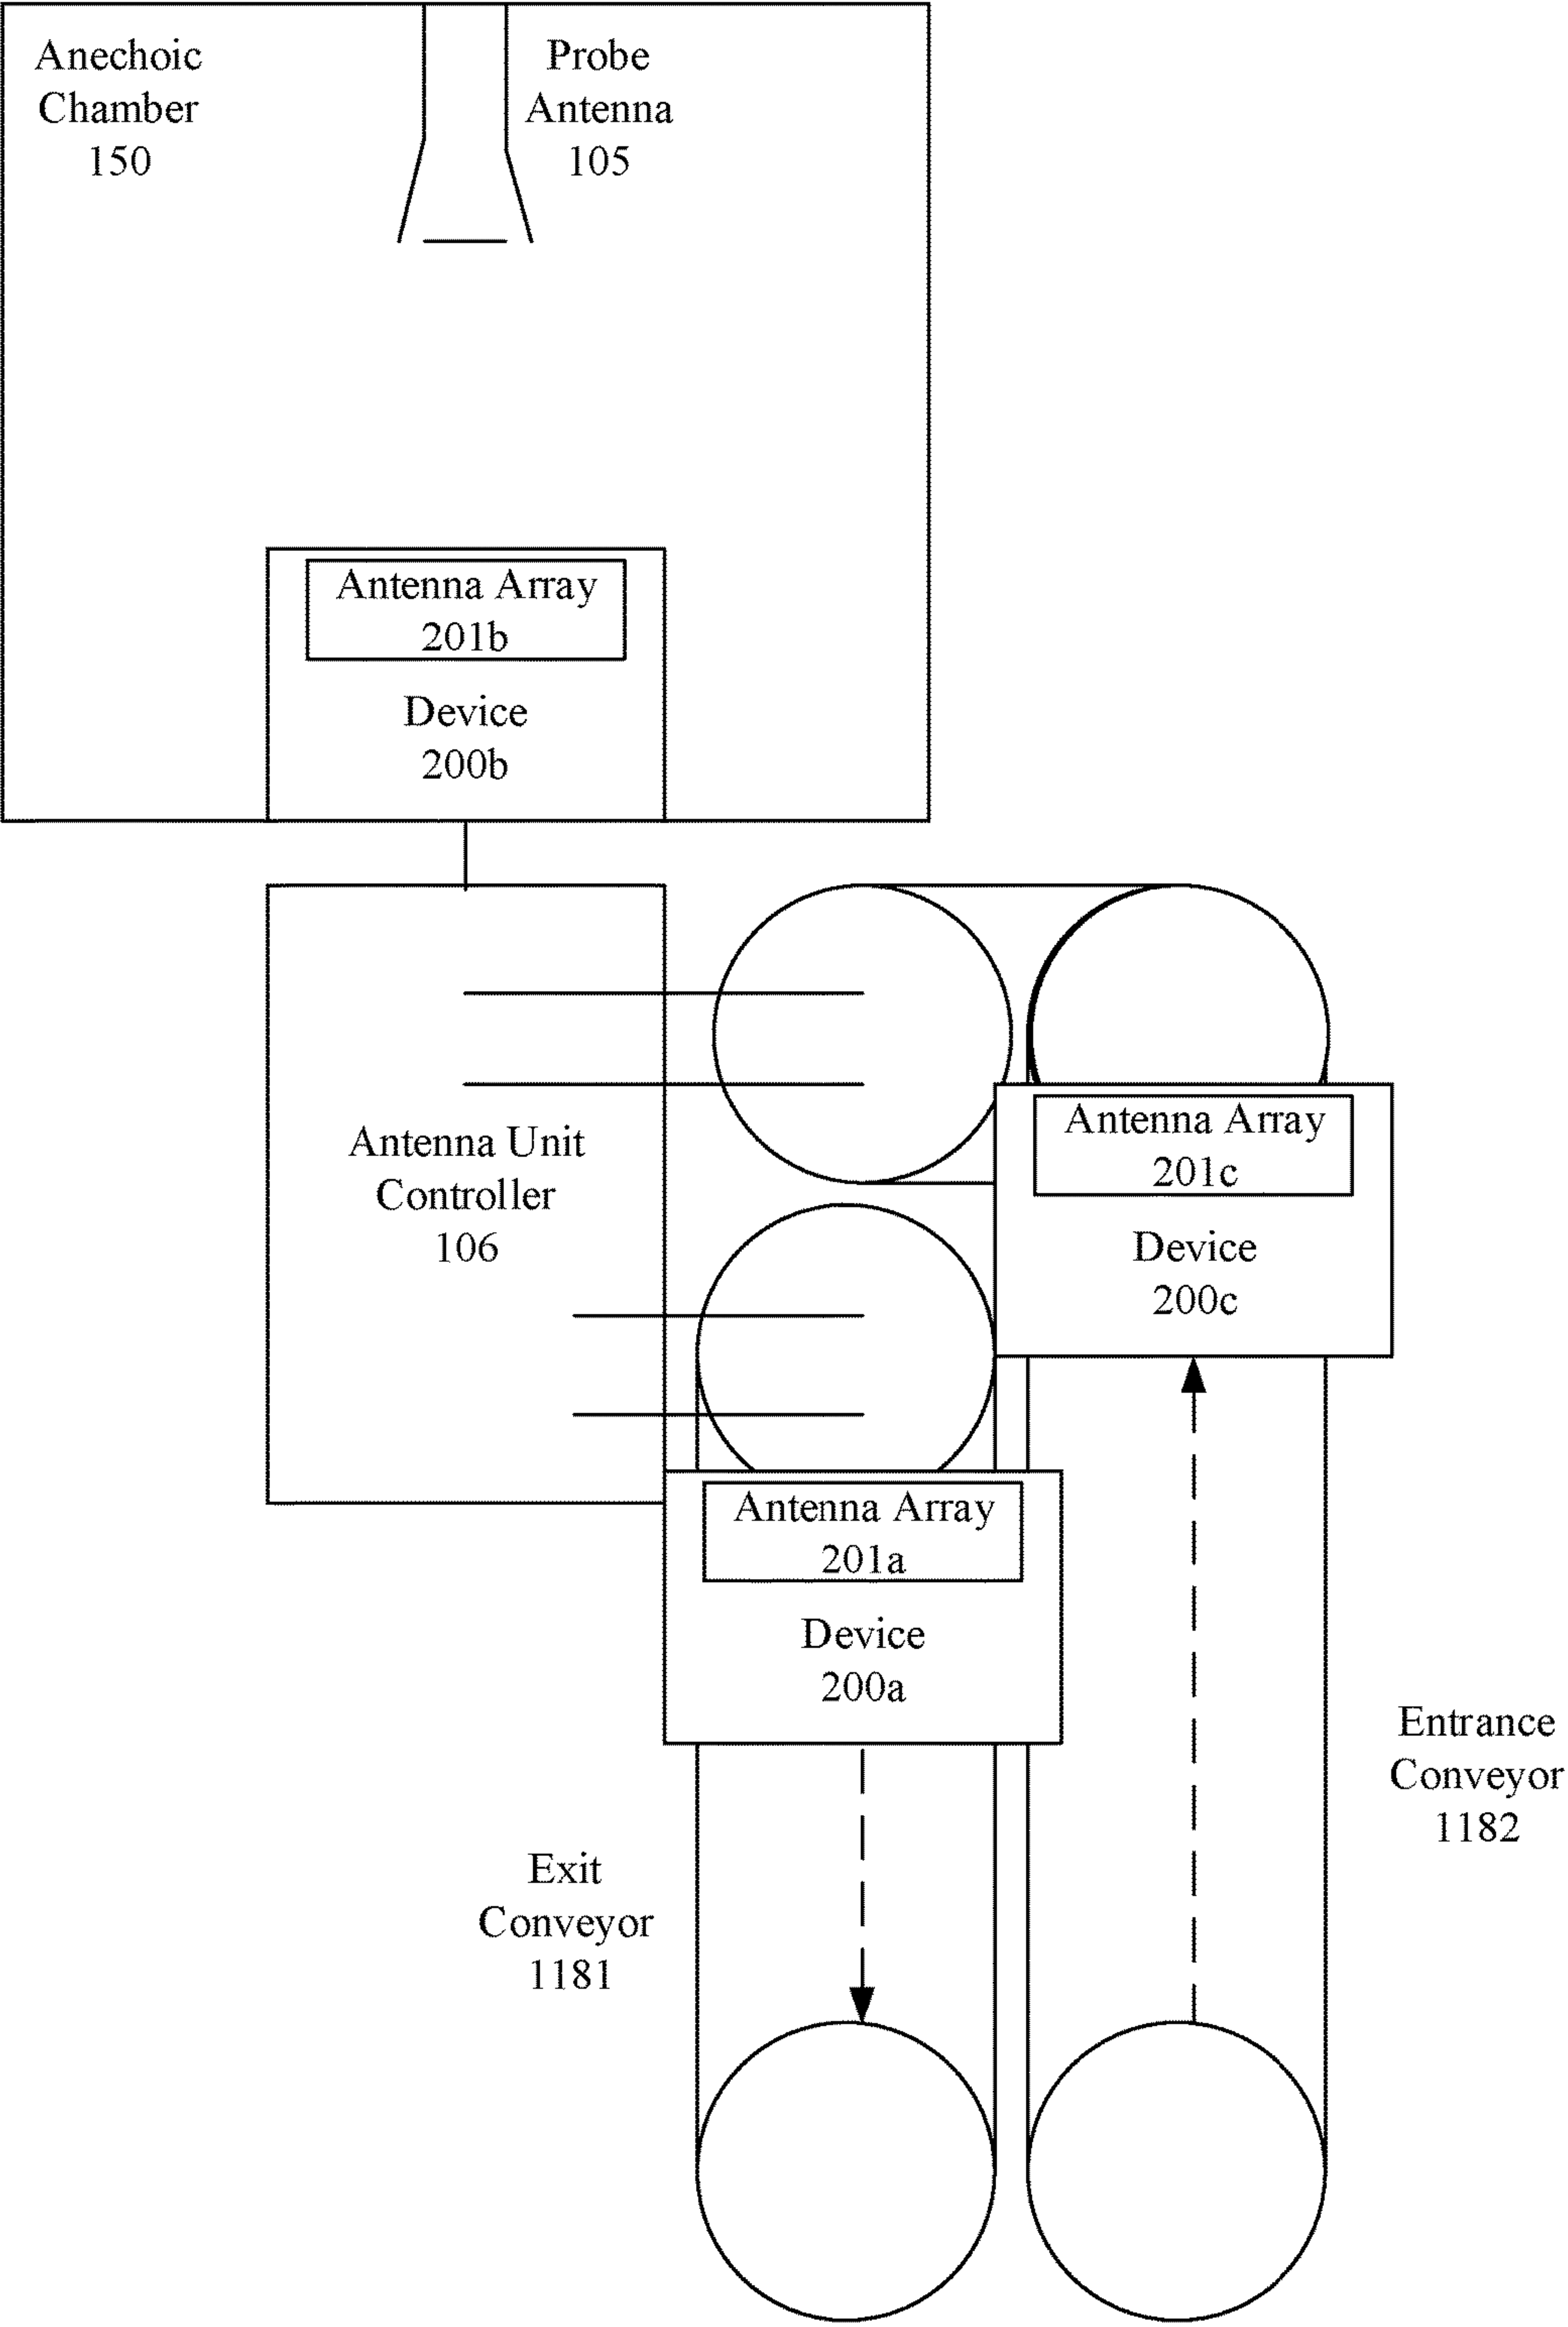 Anechoic
Chamber
150
Probe
Antenna
105
Antenna Array
201b
Device
200b
Antenna Unit
Controller
106
Antenna Array
201c
Device
200c
Antenna Array
201a
Device
200a
Entrance
Conveyor
1182
Exit
Conveyor
1181